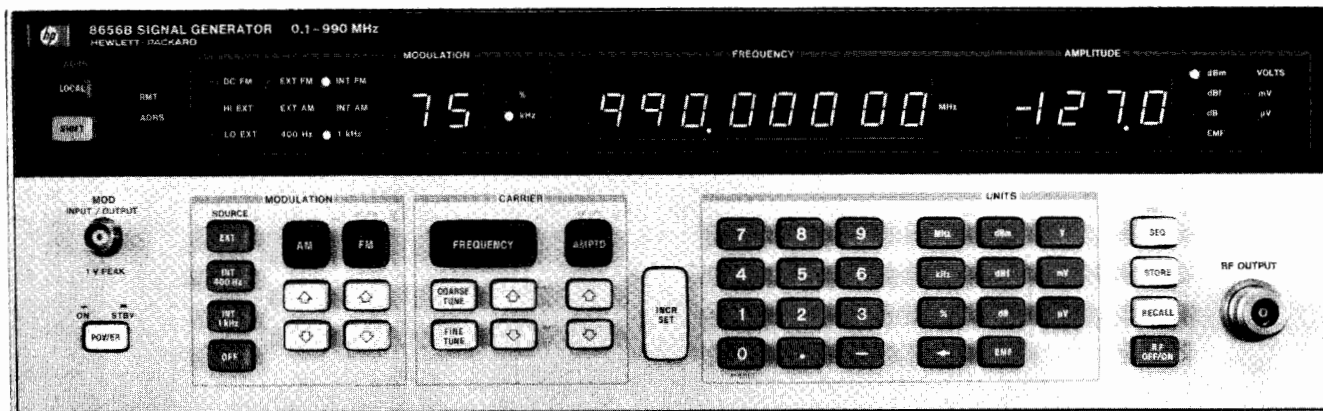 hp 8656B SIGNAL GENERATOR 0.1–990 MHz
HEWLETT-PACKARD
MODULATION
FREQUENCY
AMPLITUDE
LOCAL
SHIFT
RMT
ADRS
DC FM EXT FM INT FM
HI EXT EXT AM INT AM
LO EXT 400 Hz 1 kHz
75
%
kHz
990.00000 00 MHz
-127.0
dBm VOLTS
dBf mV
dB µV
EMF
MOD
INPUT / OUTPUT
1 V PEAK
ON STBY
POWER
MODULATION
SOURCE
EXT
INT
400 Hz
INT
1 kHz
OFF
AM FM
CARRIER
FREQUENCY
AMPTD
COARSE
TUNE
FINE
TUNE
INCR
SET
UNITS
7 8 9 MHz dBm V
4 5 6 kHz dBf mV
1 2 3 % dB µV
0 . − EMF
SEQ
STORE
RECALL
RF
OFF/ON
RF OUTPUT